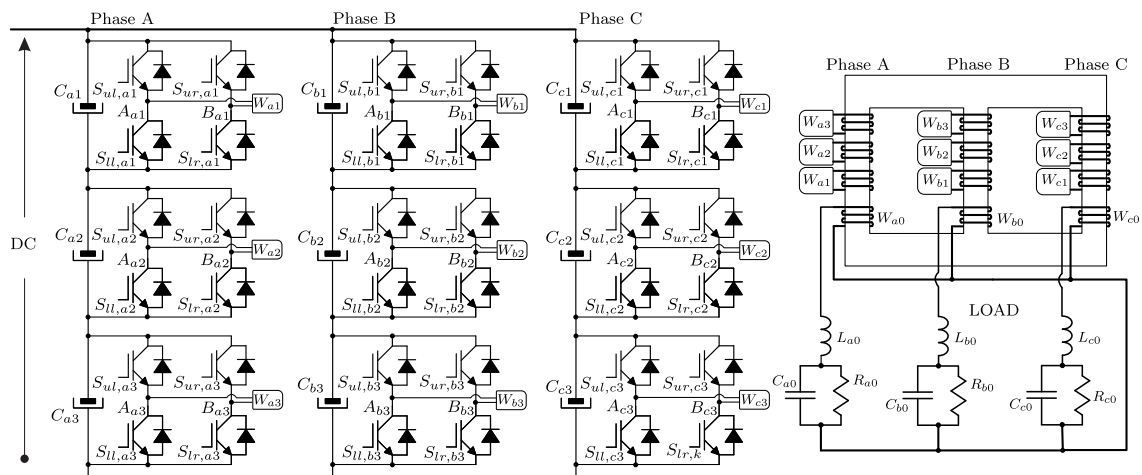 Phase A
Phase B
Phase C
DC
C_{a1}
S_{ul,a1}
S_{ur,a1}
A_{a1}
B_{a1}
W_{a1}
S_{ll,a1}
S_{lr,a1}
C_{b1}
S_{ul,b1}
S_{ur,b1}
A_{b1}
B_{b1}
W_{b1}
S_{ll,b1}
S_{lr,b1}
C_{c1}
S_{ul,c1}
S_{ur,c1}
A_{c1}
B_{c1}
W_{c1}
S_{ll,c1}
S_{lr,c1}
C_{a2}
S_{ul,a2}
S_{ur,a2}
A_{a2}
B_{a2}
W_{a2}
S_{ll,a2}
S_{lr,a2}
C_{b2}
S_{ul,b2}
S_{ur,b2}
A_{b2}
B_{b2}
W_{b2}
S_{ll,b2}
S_{lr,b2}
C_{c2}
S_{ul,c2}
S_{ur,c2}
A_{c2}
B_{c2}
W_{c2}
S_{ll,c2}
S_{lr,c2}
C_{a3}
S_{ul,a3}
S_{ur,a3}
A_{a3}
B_{a3}
W_{a3}
S_{ll,a3}
S_{lr,a3}
C_{b3}
S_{ul,b3}
S_{ur,b3}
A_{b3}
B_{b3}
W_{b3}
S_{ll,b3}
S_{lr,b3}
C_{c3}
S_{ul,c3}
S_{ur,c3}
A_{c3}
B_{c3}
W_{c3}
S_{ll,c3}
S_{lr,k}
Phase A
Phase B
Phase C
W_{a3}
W_{b3}
W_{c3}
W_{a2}
W_{b2}
W_{c2}
W_{a1}
W_{b1}
W_{c1}
W_{a0}
W_{b0}
W_{c0}
LOAD
L_{a0}
L_{b0}
L_{c0}
C_{a0}
R_{a0}
C_{b0}
R_{b0}
C_{c0}
R_{c0}